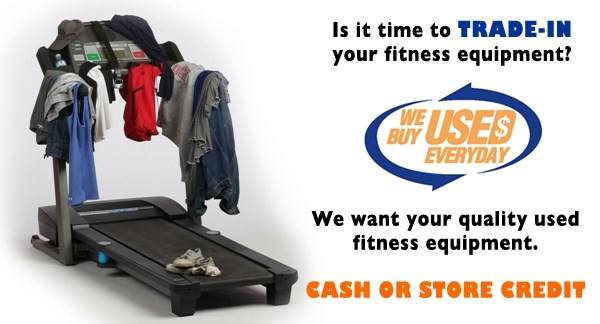 Is it time to TRADE-IN
your fitness equipment?
WE BUY USED $
EVERYDAY
We want your quality used
fitness equipment.
CASH OR STORE CREDIT